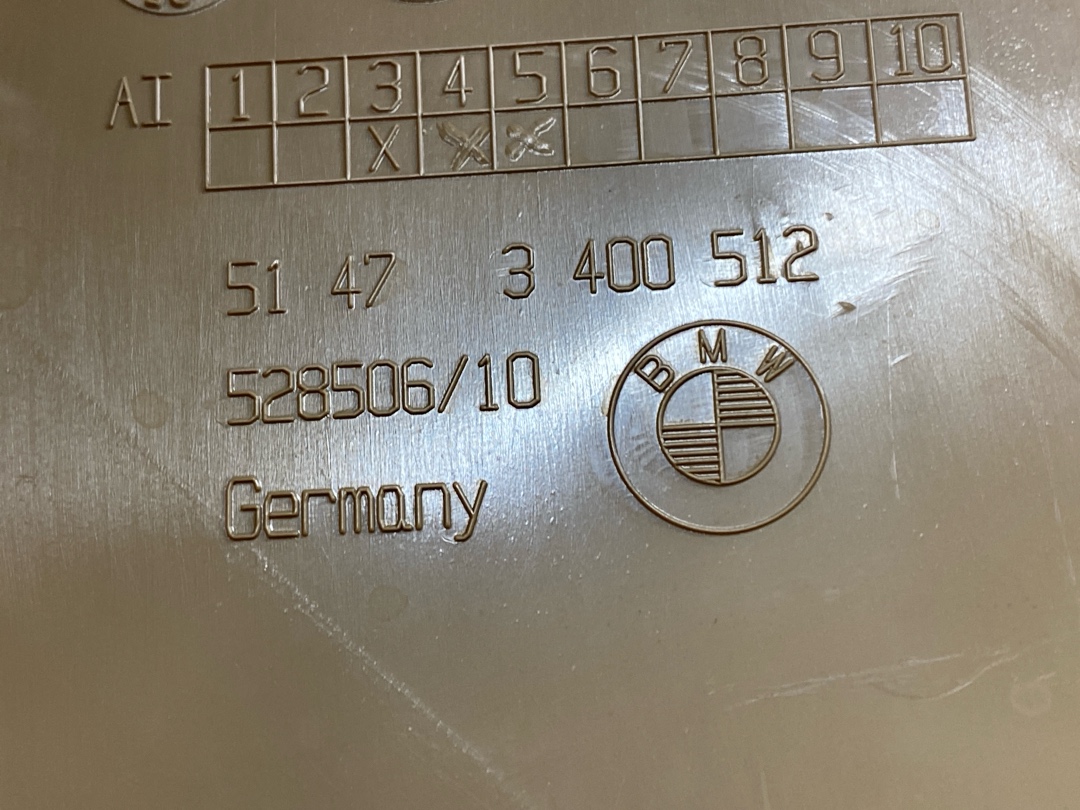 AI 1 2 3 4 5 6 7 8 9 10
X X X
51 47 3 400 512
528506/10
BMW
Germany